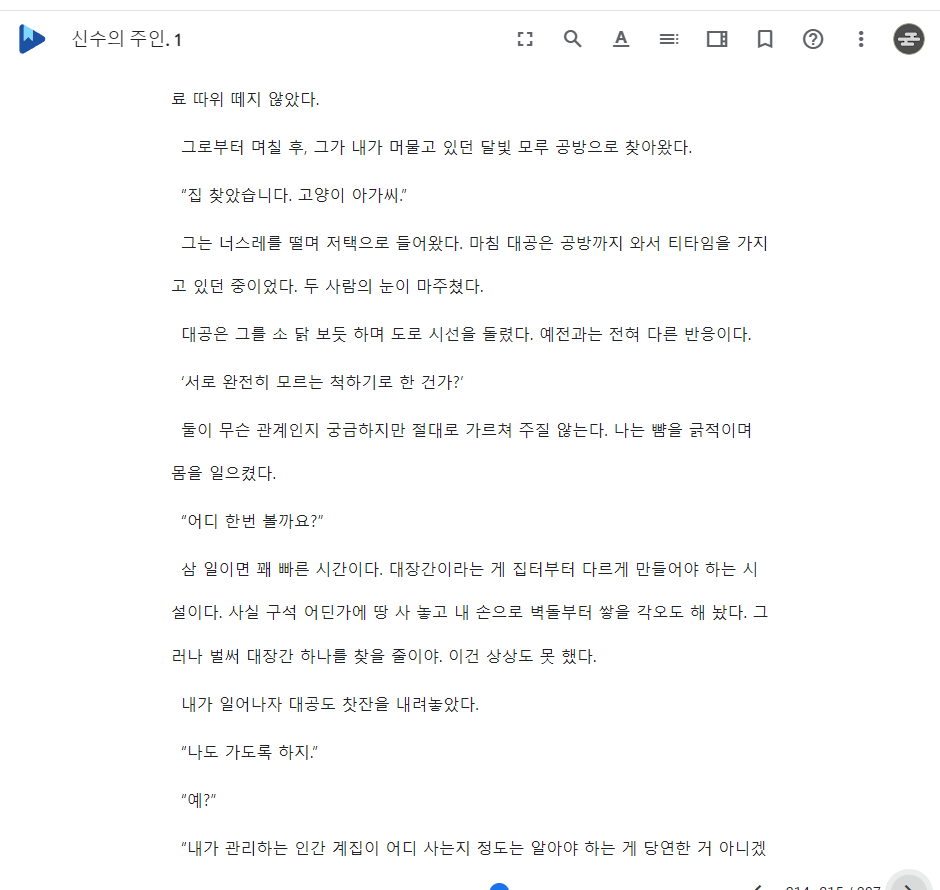 신수의 주인. 1
료 따위 떼지 않았다.
그로부터 며칠 후, 그가 내가 머물고 있던 달빛 모루 공방으로 찾아왔다.
“집 찾았습니다. 고양이 아가씨.”
그는 너스레를 떨며 저택으로 들어왔다. 마침 대공은 공방까지 와서 티타임을 가지
고 있던 중이었다. 두 사람의 눈이 마주쳤다.
대공은 그를 소 닭 보듯 하며 도로 시선을 돌렸다. 예전과는 전혀 다른 반응이다.
‘서로 완전히 모르는 척하기로 한 건가?’
둘이 무슨 관계인지 궁금하지만 절대로 가르쳐 주질 않는다. 나는 뺨을 긁적이며
몸을 일으켰다.
“어디 한번 볼까요?”
삼 일이면 꽤 빠른 시간이다. 대장간이라는 게 집터부터 다르게 만들어야 하는 시
설이다. 사실 구석 어딘가에 땅 사 놓고 내 손으로 벽돌부터 쌓을 각오도 해 놨다. 그
러나 벌써 대장간 하나를 찾을 줄이야. 이건 상상도 못 했다.
내가 일어나자 대공도 찻잔을 내려놓았다.
“나도 가도록 하지.”
“예?”
“내가 관리하는 인간 계집이 어디 사는지 정도는 알아야 하는 게 당연한 거 아니겠